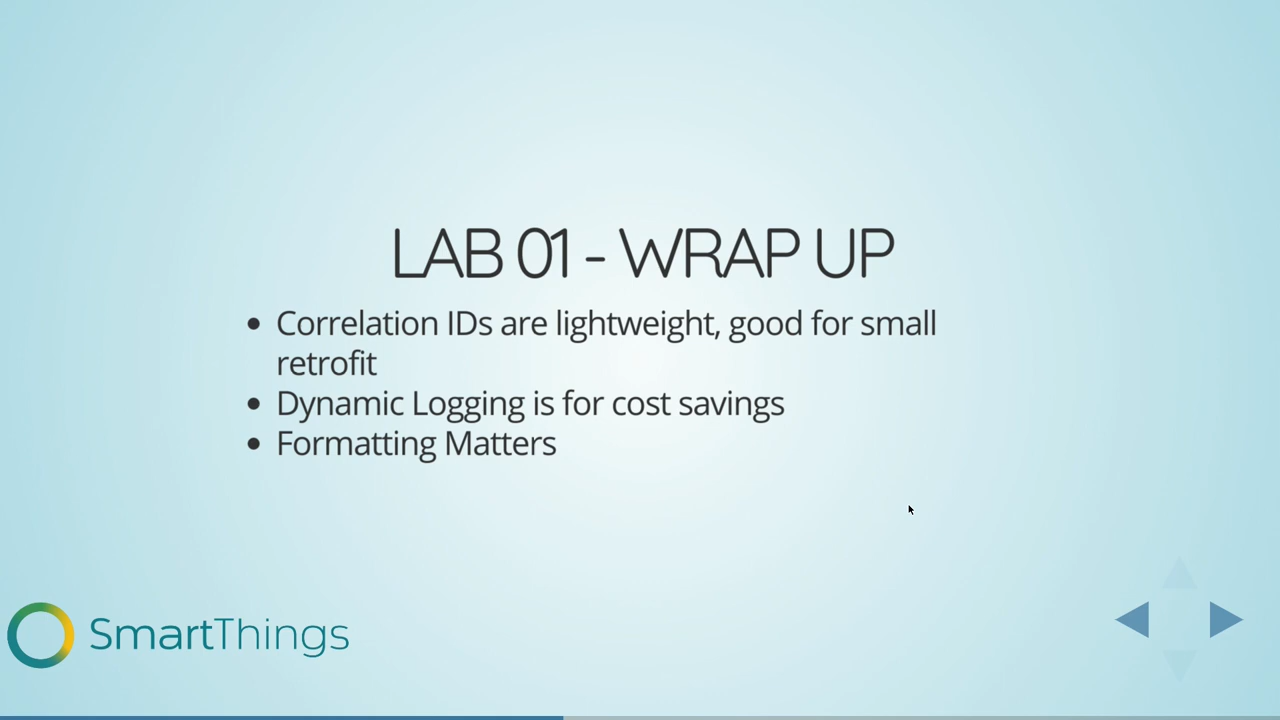 LAB 01 - WRAP UP
Correlation IDs are lightweight, good for small
retrofit
Dynamic Logging is for cost savings
Formatting Matters
SmartThings